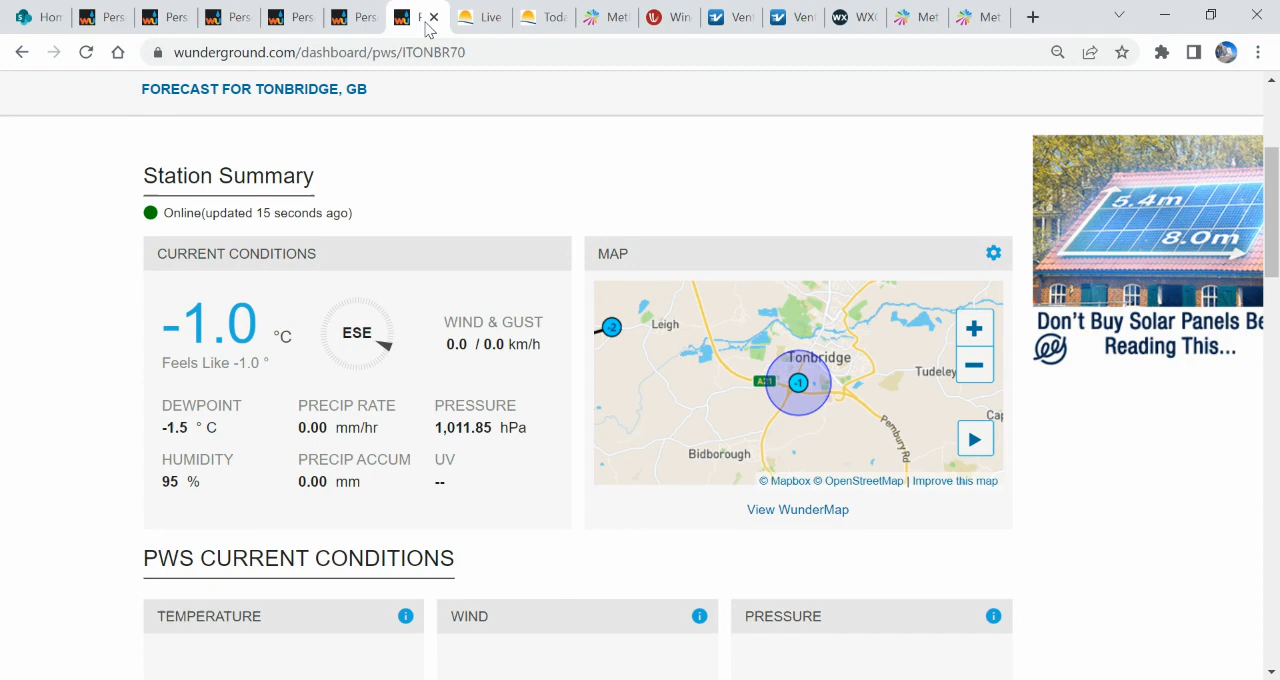 Hor
Pers
Pers
Pers
Pers
Pers
Live
Toda
Met
Win
Ven
Ven
WX
Met
Met
wunderground.com/dashboard/pws/ITONBR70
FORECAST FOR TONBRIDGE, GB
Station Summary
Online(updated 15 seconds ago)
CURRENT CONDITIONS
-1.0 °C
Feels Like -1.0 °
ESE
WIND & GUST
0.0 / 0.0 km/h
DEWPOINT
-1.5 ° C
PRECIP RATE
0.00 mm/hr
PRESSURE
1,011.85 hPa
HUMIDITY
95 %
PRECIP ACCUM
0.00 mm
UV
--
MAP
-2
Leigh
Tonbridge
A21
-1
Tudeley
Cap
Pembury Rd
Bidborough
© Mapbox © OpenStreetMap | Improve this map
View WunderMap
5.4m
8.0m
Don't Buy Solar Panels Be
Reading This...
PWS CURRENT CONDITIONS
TEMPERATURE
WIND
PRESSURE